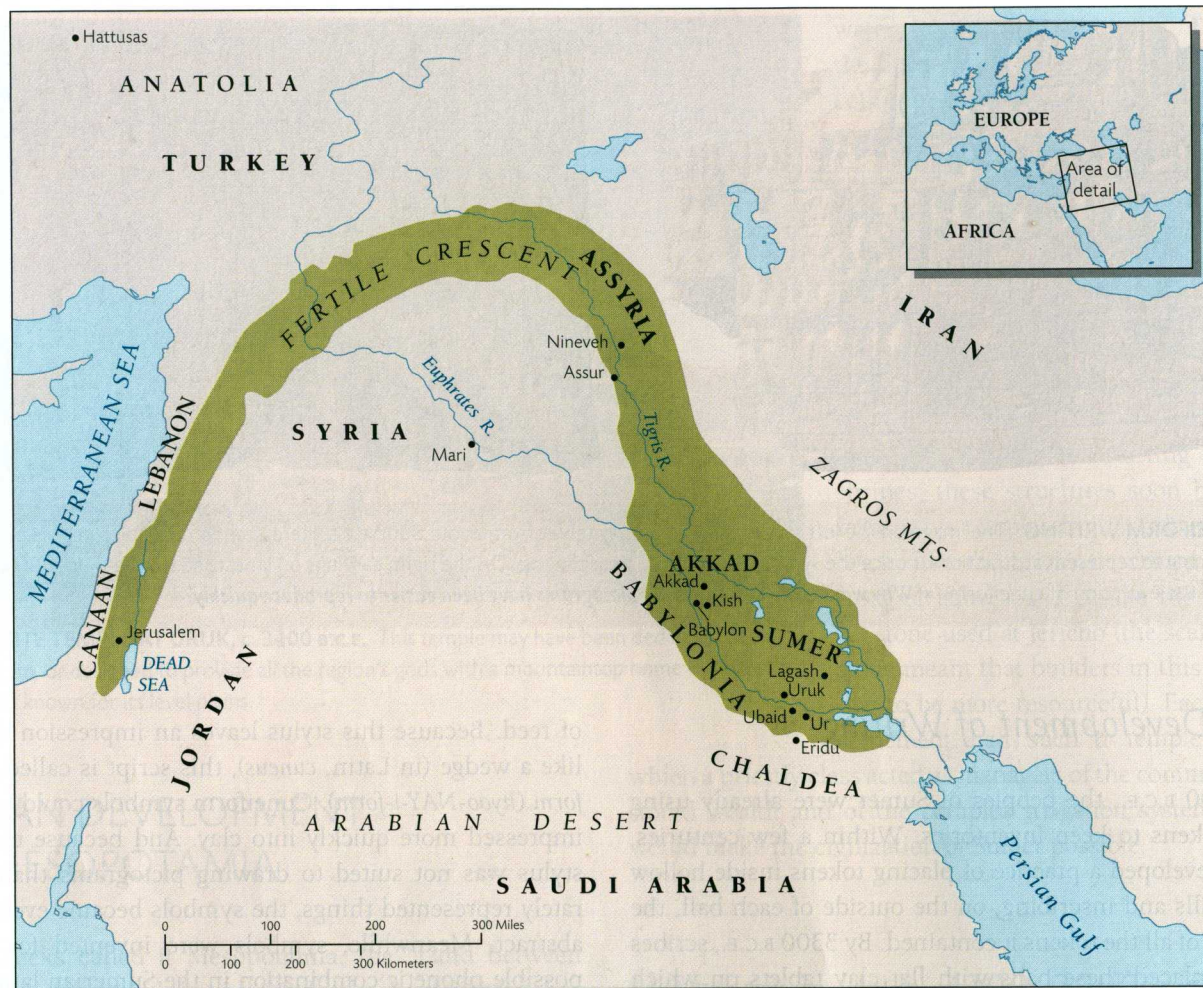 Hattusas
ANATOLIA
TURKEY
EUROPE
Area of
detail
AFRICA
FERTILE CRESCENT
ASSYRIA
IRAN
Nineveh
Assur
MEDITERRANEAN SEA
Euphrates R.
Tigris R.
LEBANON
SYRIA
Mari
ZAGROS MTS.
CANAAN
AKKAD
Akkad
Kish
Babylon
BABYLONIA
SUMER
Jerusalem
DEAD
SEA
JORDAN
Lagash
Uruk
Ubaid
Ur
Eridu
CHALDEA
ARABIAN DESERT
SAUDI ARABIA
Persian Gulf
0 100 200 300 Miles
0 100 200 300 Kilometers